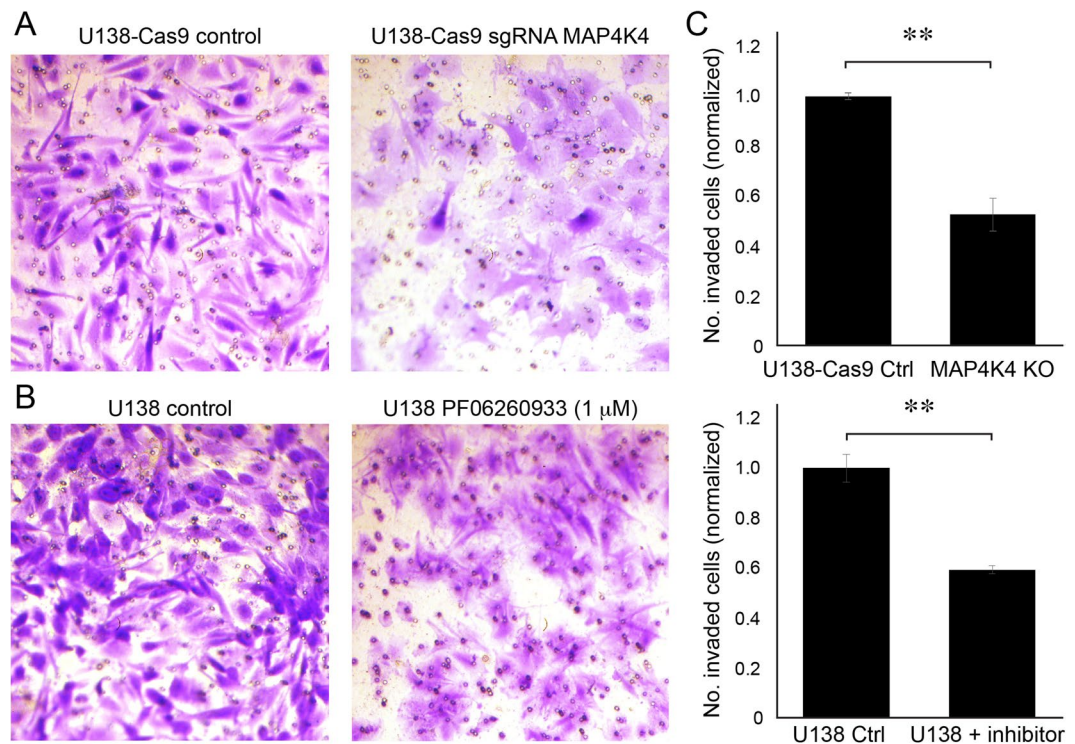 A
U138-Cas9 control
U138-Cas9 sgRNA MAP4K4
B
U138 control
U138 PF06260933 (1 μM)
C
No. invaded cells (normalized)
1.2
**
1.0
0.8
0.6
0.4
0.2
0
U138-Cas9 Ctrl
MAP4K4 KO
No. invaded cells (normalized)
1.2
**
1.0
0.8
0.6
0.4
0.2
0
U138 Ctrl
U138 + inhibitor